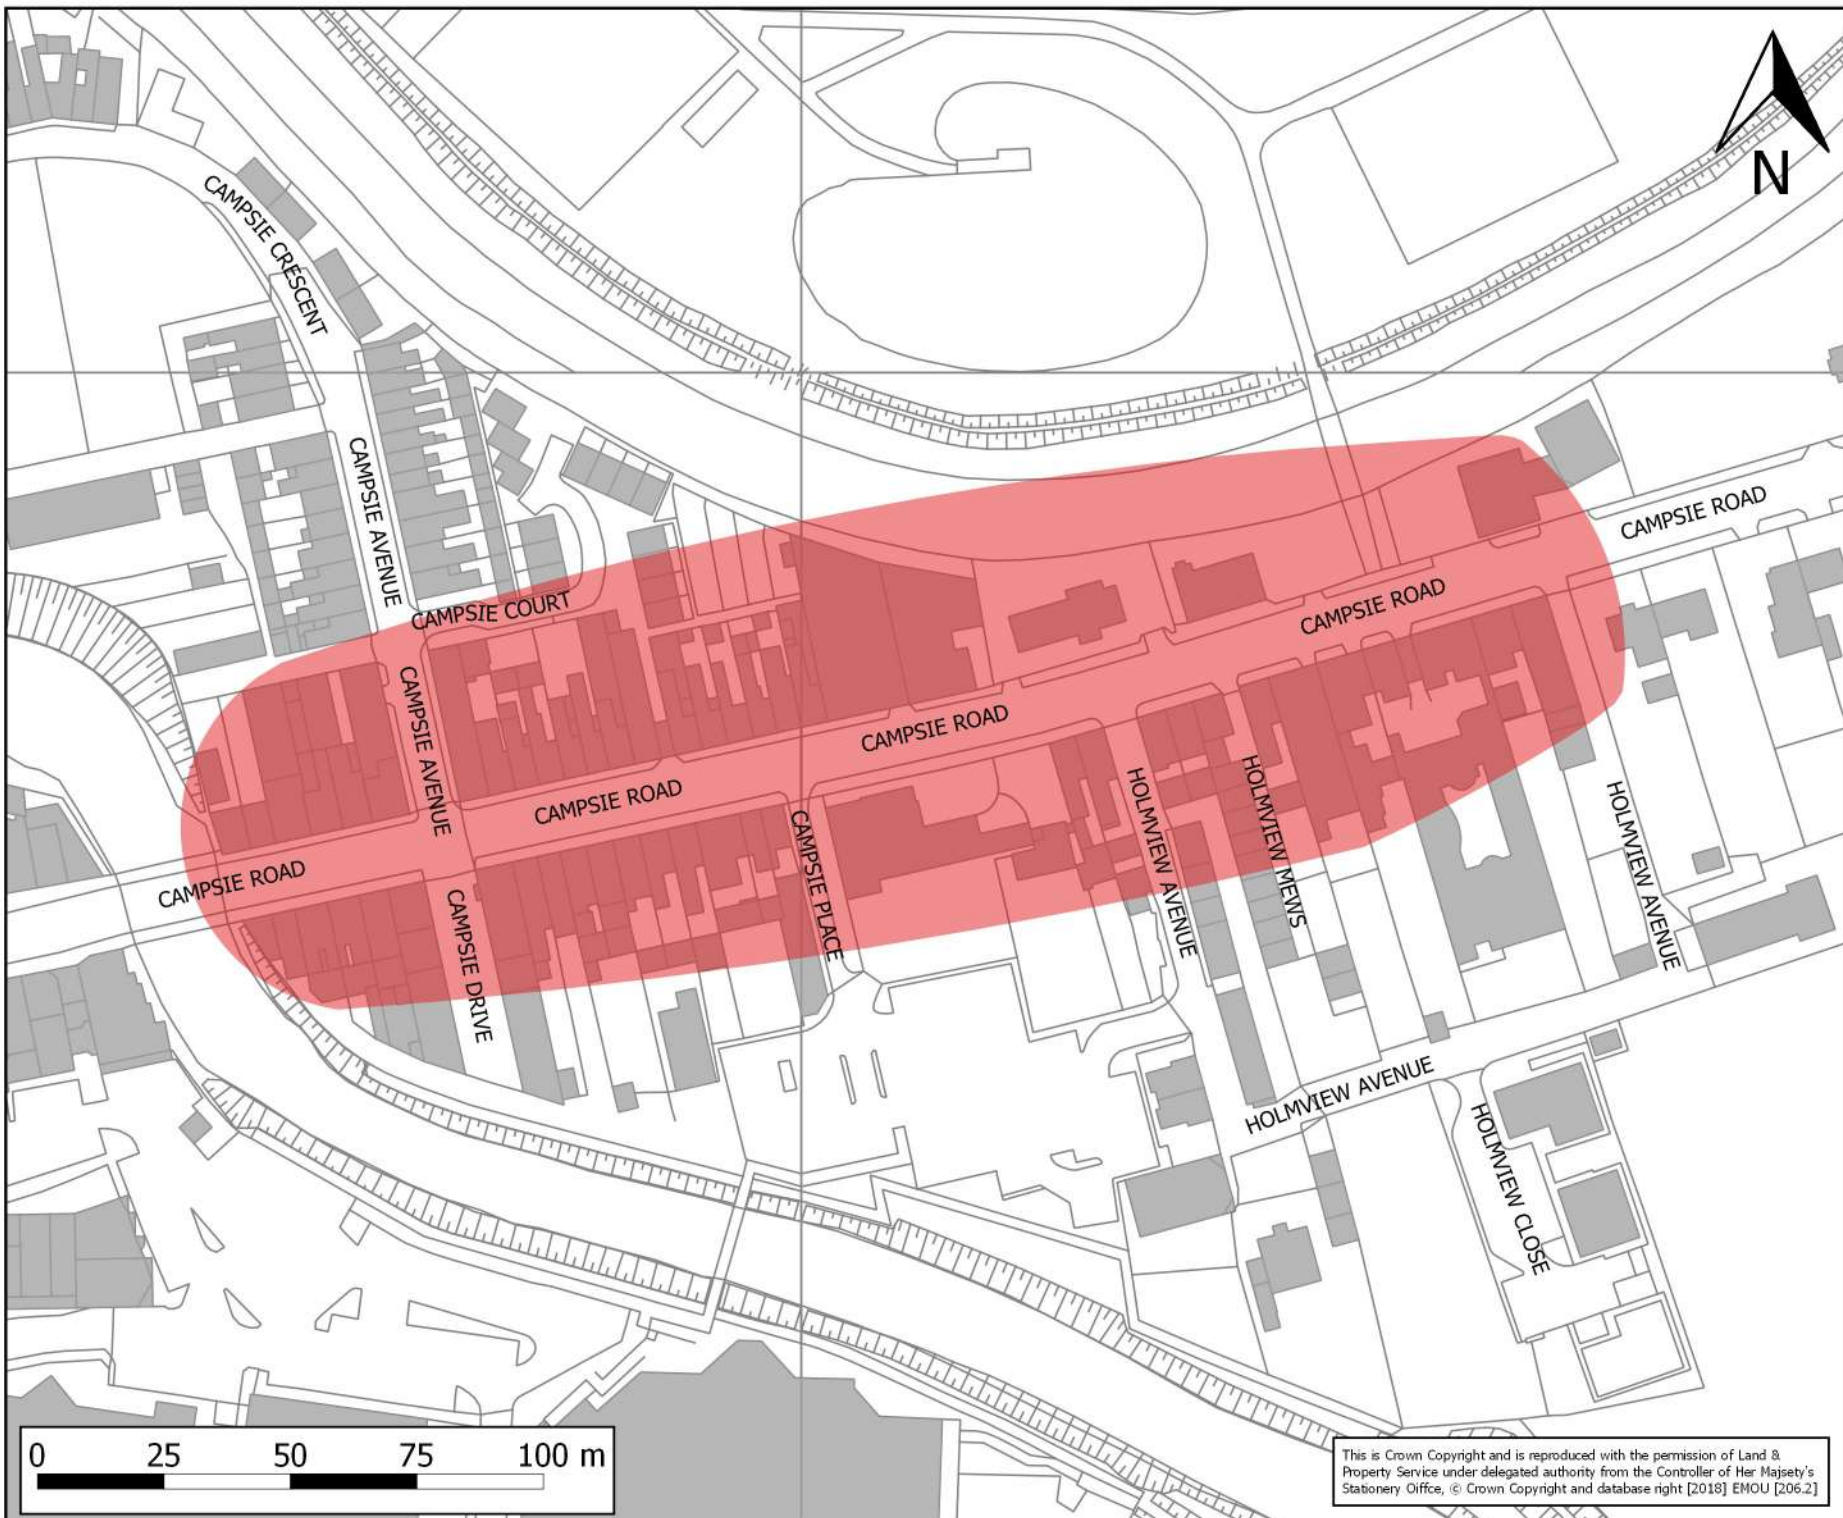 N
CAMPSIE CRESCENT
CAMPSIE AVENUE
CAMPSIE ROAD
CAMPSIE COURT
CAMPSIE ROAD
CAMPSIE AVENUE
CAMPSIE ROAD
CAMPSIE ROAD
CAMPSIE ROAD
CAMPSIE PLACE
HOLMVIEW AVENUE
HOLMVIEW MEWS
HOLMVIEW AVENUE
CAMPSIE DRIVE
HOLMVIEW AVENUE
HOLMVIEW CLOSE
0 25 50 75 100 m
This is Crown Copyright and is reproduced with the permission of Land &
Property Service under delegated authority from the Controller of Her Majsety's
Stationery Oiffce, © Crown Copyright and database right [2018] EMOU [206.2]